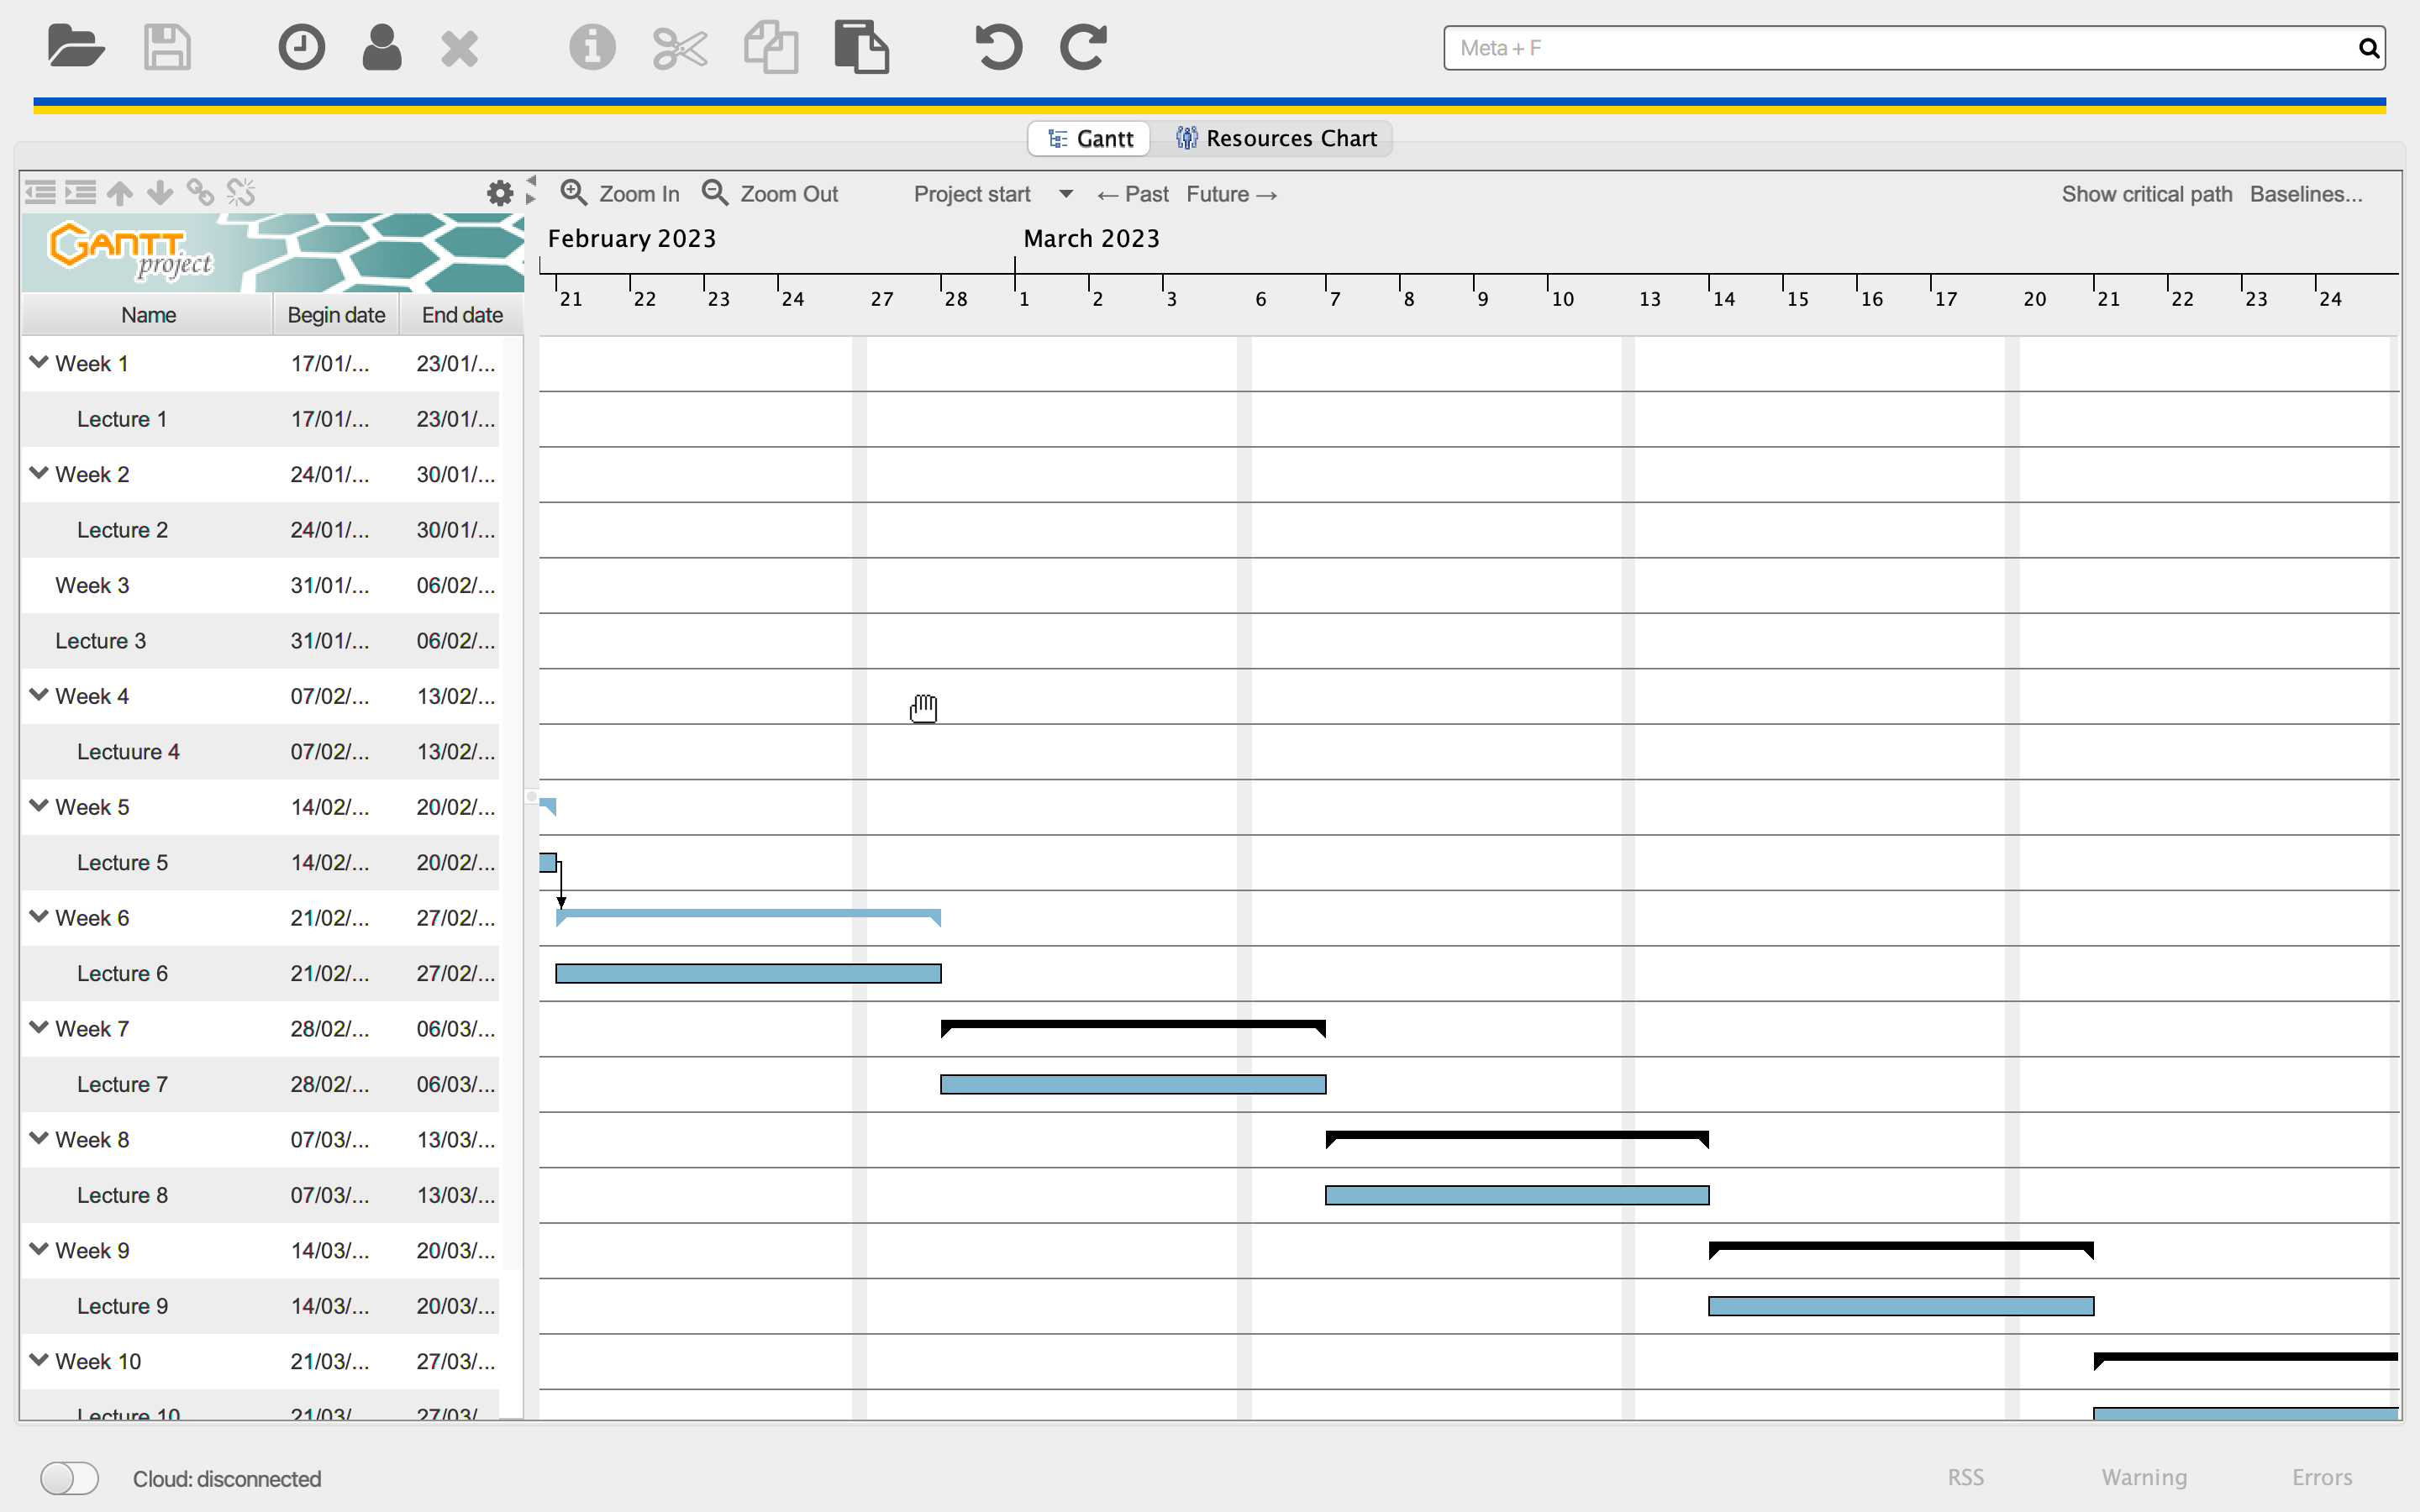 Meta + F
Gantt Resources Chart
Zoom In Zoom Out Project start ← Past Future → Show critical path Baselines...
GANTT project
February 2023 March 2023
21 22 23 24 27 28 1 2 3 6 7 8 9 10 13 14 15 16 17 20 21 22 23 24
Name Begin date End date
Week 1 17/01/... 23/01/...
Lecture 1 17/01/... 23/01/...
Week 2 24/01/... 30/01/...
Lecture 2 24/01/... 30/01/...
Week 3 31/01/... 06/02/...
Lecture 3 31/01/... 06/02/...
Week 4 07/02/... 13/02/...
Lectuure 4 07/02/... 13/02/...
Week 5 14/02/... 20/02/...
Lecture 5 14/02/... 20/02/...
Week 6 21/02/... 27/02/...
Lecture 6 21/02/... 27/02/...
Week 7 28/02/... 06/03/...
Lecture 7 28/02/... 06/03/...
Week 8 07/03/... 13/03/...
Lecture 8 07/03/... 13/03/...
Week 9 14/03/... 20/03/...
Lecture 9 14/03/... 20/03/...
Week 10 21/03/... 27/03/...
Lecture 10 21/03/... 27/03/...
Cloud: disconnected RSS Warning Errors